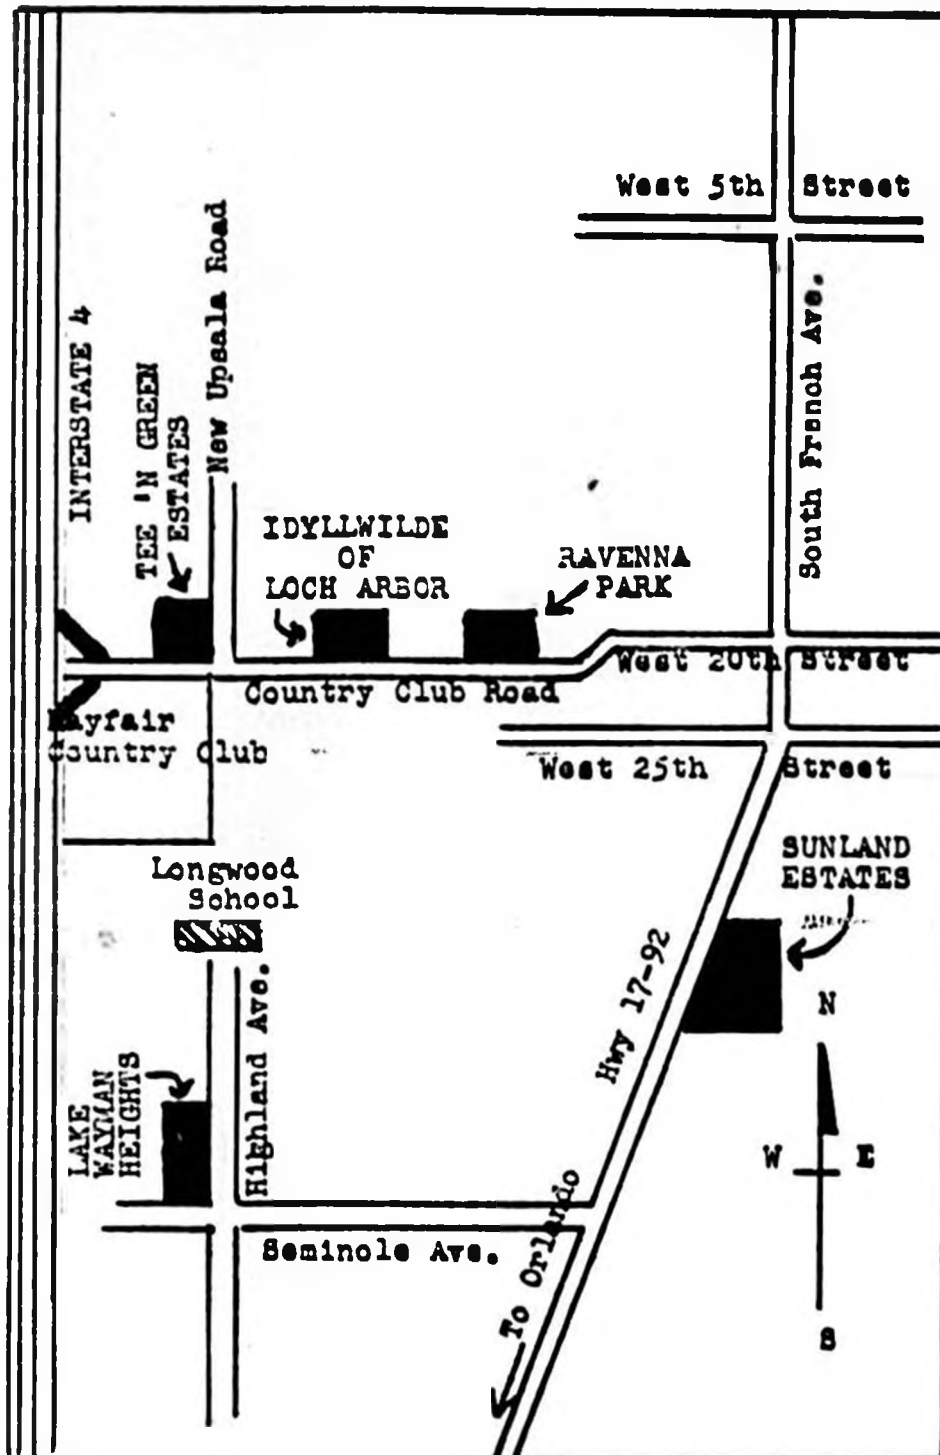 West 5th Street
New Upsala Road
INTERSTATE 4
TEE 'N GREEN
ESTATES
South French Ave.
IDYLLWILDE
OF
LOCH ARBOR
RAVENNA
PARK
West 20th Street
Country Club Road
Mayfair
Country Club
West 25th Street
SUNLAND
ESTATES
Longwood
School
Hwy 17-92
Highland Ave.
LAKE
WAYMAN
HEIGHTS
N
W E
S
Seminole Ave.
To Orlando